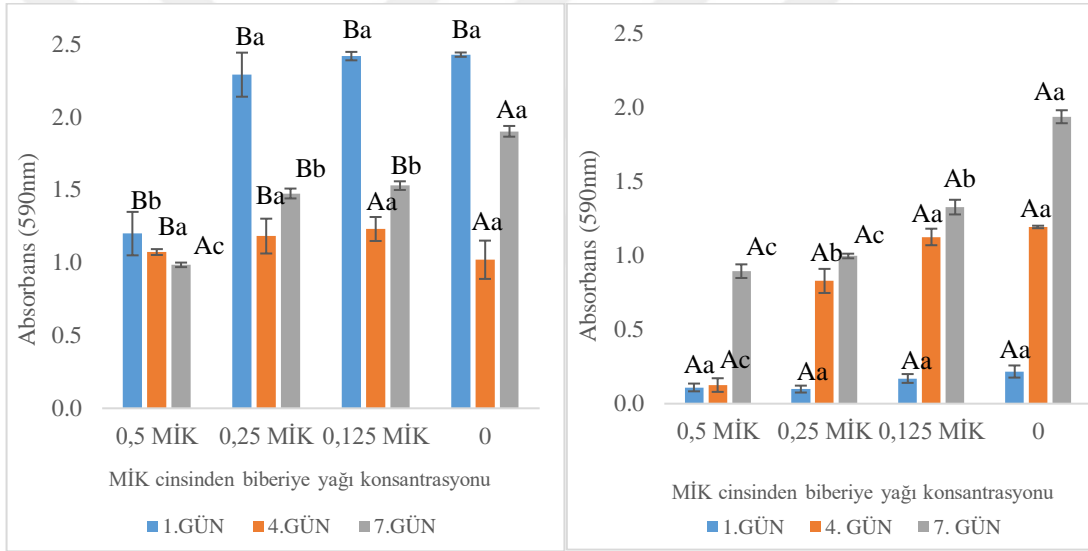 Absorbans (590nm)
2.5
2.0
1.5
1.0
0.5
0.0
Bb Ba Ac
Ba Ba Bb
Ba Aa Bb
Ba Aa Aa
0,5 MİK 0,25 MİK 0,125 MİK 0
MİK cinsinden biberiye yağı konsantrasyonu
1.GÜN 4.GÜN 7.GÜN
Absorbans (590nm)
2.5
2.0
1.5
1.0
0.5
0.0
Aa Ac Ac
Aa Ab Ac
Aa Aa Ab
Aa Aa Aa
0,5 MİK 0,25 MİK 0,125 MİK 0
MİK cinsinden biberiye yağı konsantrasyonu
1.GÜN 4. GÜN 7. GÜN